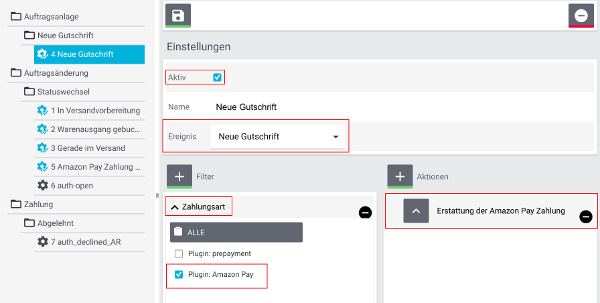 Auftragsanlage
Neue Gutschrift
4 Neue Gutschrift
Auftragsänderung
Statuswechsel
1 In Versandvorbereitung
2 Warenausgang gebuc...
3 Gerade im Versand
5 Amazon Pay Zahlung ...
6 auth-open
Zahlung
Abgelehnt
7 auth_declined_AR
Einstellungen
Aktiv
Name Neue Gutschrift
Ereignis Neue Gutschrift
Filter
Zahlungsart
ALLE
Plugin: prepayment
Plugin: Amazon Pay
Aktionen
Erstattung der Amazon Pay Zahlung